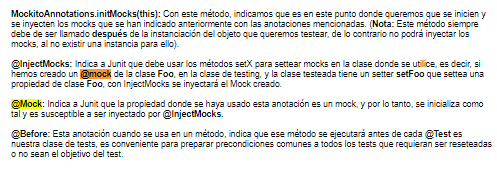 MockitoAnnotations.initMocks(this): Con este método, indicamos que es en este punto donde queremos que se inicien y
se inyecten los mocks que se han indicado anteriormente con las anotaciones mencionadas. (Nota: Este método siempre
debe de ser llamado después de la instanciación del objeto que queremos testear, de lo contrario no podrá inyectar los
mocks, al no existir una instancia para ello).
@InjectMocks: Indica a Junit que debe usar los métodos setX para settear mocks en la clase donde se utilice, es decir, si
hemos creado un @mock de la clase Foo, en la clase de testing, y la clase testeada tiene un setter setFoo que settea una
propiedad de clase Foo, con InjectMocks se inyectará el Mock creado.
@Mock: Indica a Junit que la propiedad donde se haya usado esta anotación es un mock, y por lo tanto, se inicializa como
tal y es susceptible a ser inyectado por @InjectMocks.
@Before: Esta anotación cuando se usa en un método, indica que ese método se ejecutará antes de cada @Test es
nuestra clase de tests, es conveniente para preparar precondiciones comunes a todos los tests que requieran ser reseteadas
o no sean el objetivo del test.